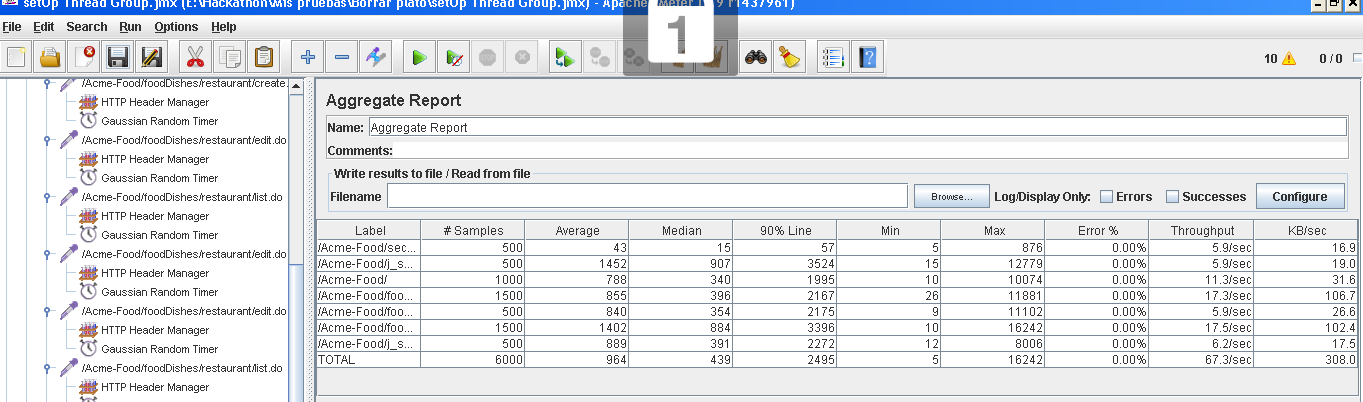 setUp Thread Group.jmx (E:\Hackathon\Mis pruebas\Borrar plato\setUp Thread Group.jmx) - Apache JMeter (2.9 r1437961)
1
File Edit Search Run Options Help
10 0 / 0
/Acme-Food/foodDishes/restaurant/create.
HTTP Header Manager
Gaussian Random Timer
/Acme-Food/foodDishes/restaurant/edit.do
HTTP Header Manager
Gaussian Random Timer
/Acme-Food/foodDishes/restaurant/list.do
HTTP Header Manager
Gaussian Random Timer
/Acme-Food/foodDishes/restaurant/edit.do
HTTP Header Manager
Gaussian Random Timer
/Acme-Food/foodDishes/restaurant/edit.do
HTTP Header Manager
Gaussian Random Timer
/Acme-Food/foodDishes/restaurant/list.do
HTTP Header Manager
Aggregate Report
Name: Aggregate Report
Comments:
Write results to file / Read from file
Filename Browse... Log/Display Only: Errors Successes Configure
Label # Samples Average Median 90% Line Min Max Error % Throughput KB/sec
/Acme-Food/sec... 500 43 15 57 5 876 0.00% 5.9/sec 16.9
/Acme-Food/j_s... 500 1452 907 3524 15 12779 0.00% 5.9/sec 19.0
/Acme-Food/ 1000 788 340 1995 10 10074 0.00% 11.3/sec 31.6
/Acme-Food/foo... 1500 855 396 2167 26 11881 0.00% 17.3/sec 106.7
/Acme-Food/foo... 500 840 354 2175 9 11102 0.00% 6.0/sec 26.6
/Acme-Food/foo... 1500 1402 884 3396 10 16242 0.00% 17.5/sec 102.4
/Acme-Food/j_s... 500 889 391 2272 12 8006 0.00% 6.2/sec 17.5
TOTAL 6000 964 439 2495 5 16242 0.00% 67.3/sec 308.0